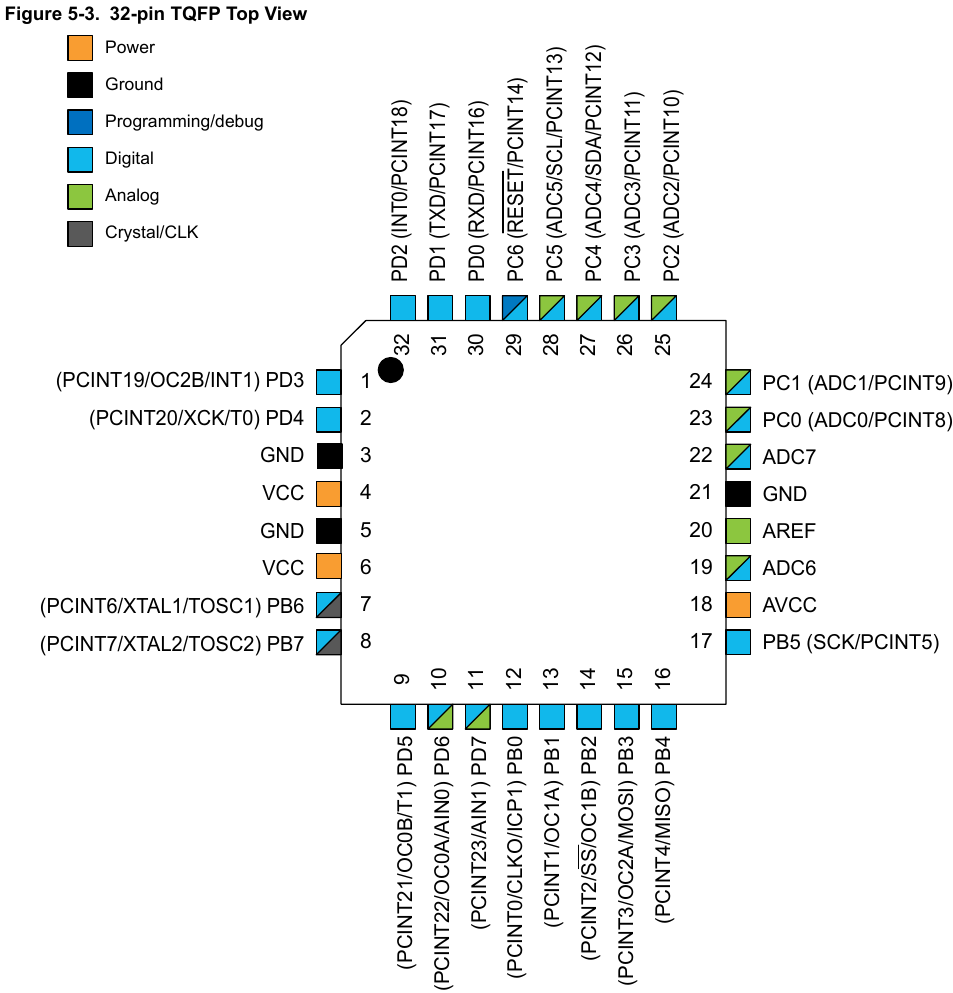 Figure 5-3. 32-pin TQFP Top View
Power
Ground
Programming/debug
Digital
Analog
Crystal/CLK
PD2 (INT0/PCINT18)
PD1 (TXD/PCINT17)
PD0 (RXD/PCINT16)
PC6 (RESET/PCINT14)
PC5 (ADC5/SCL/PCINT13)
PC4 (ADC4/SDA/PCINT12)
PC3 (ADC3/PCINT11)
PC2 (ADC2/PCINT10)
32
31
30
29
28
27
26
25
(PCINT19/OC2B/INT1) PD3 1
(PCINT20/XCK/T0) PD4 2
GND 3
VCC 4
GND 5
VCC 6
(PCINT6/XTAL1/TOSC1) PB6 7
(PCINT7/XTAL2/TOSC2) PB7 8
24 PC1 (ADC1/PCINT9)
23 PC0 (ADC0/PCINT8)
22 ADC7
21 GND
20 AREF
19 ADC6
18 AVCC
17 PB5 (SCK/PCINT5)
9
10
11
12
13
14
15
16
(PCINT21/OC0B/T1) PD5
(PCINT22/OC0A/AIN0) PD6
(PCINT23/AIN1) PD7
(PCINT0/CLKO/ICP1) PB0
(PCINT1/OC1A) PB1
(PCINT2/SS/OC1B) PB2
(PCINT3/OC2A/MOSI) PB3
(PCINT4/MISO) PB4